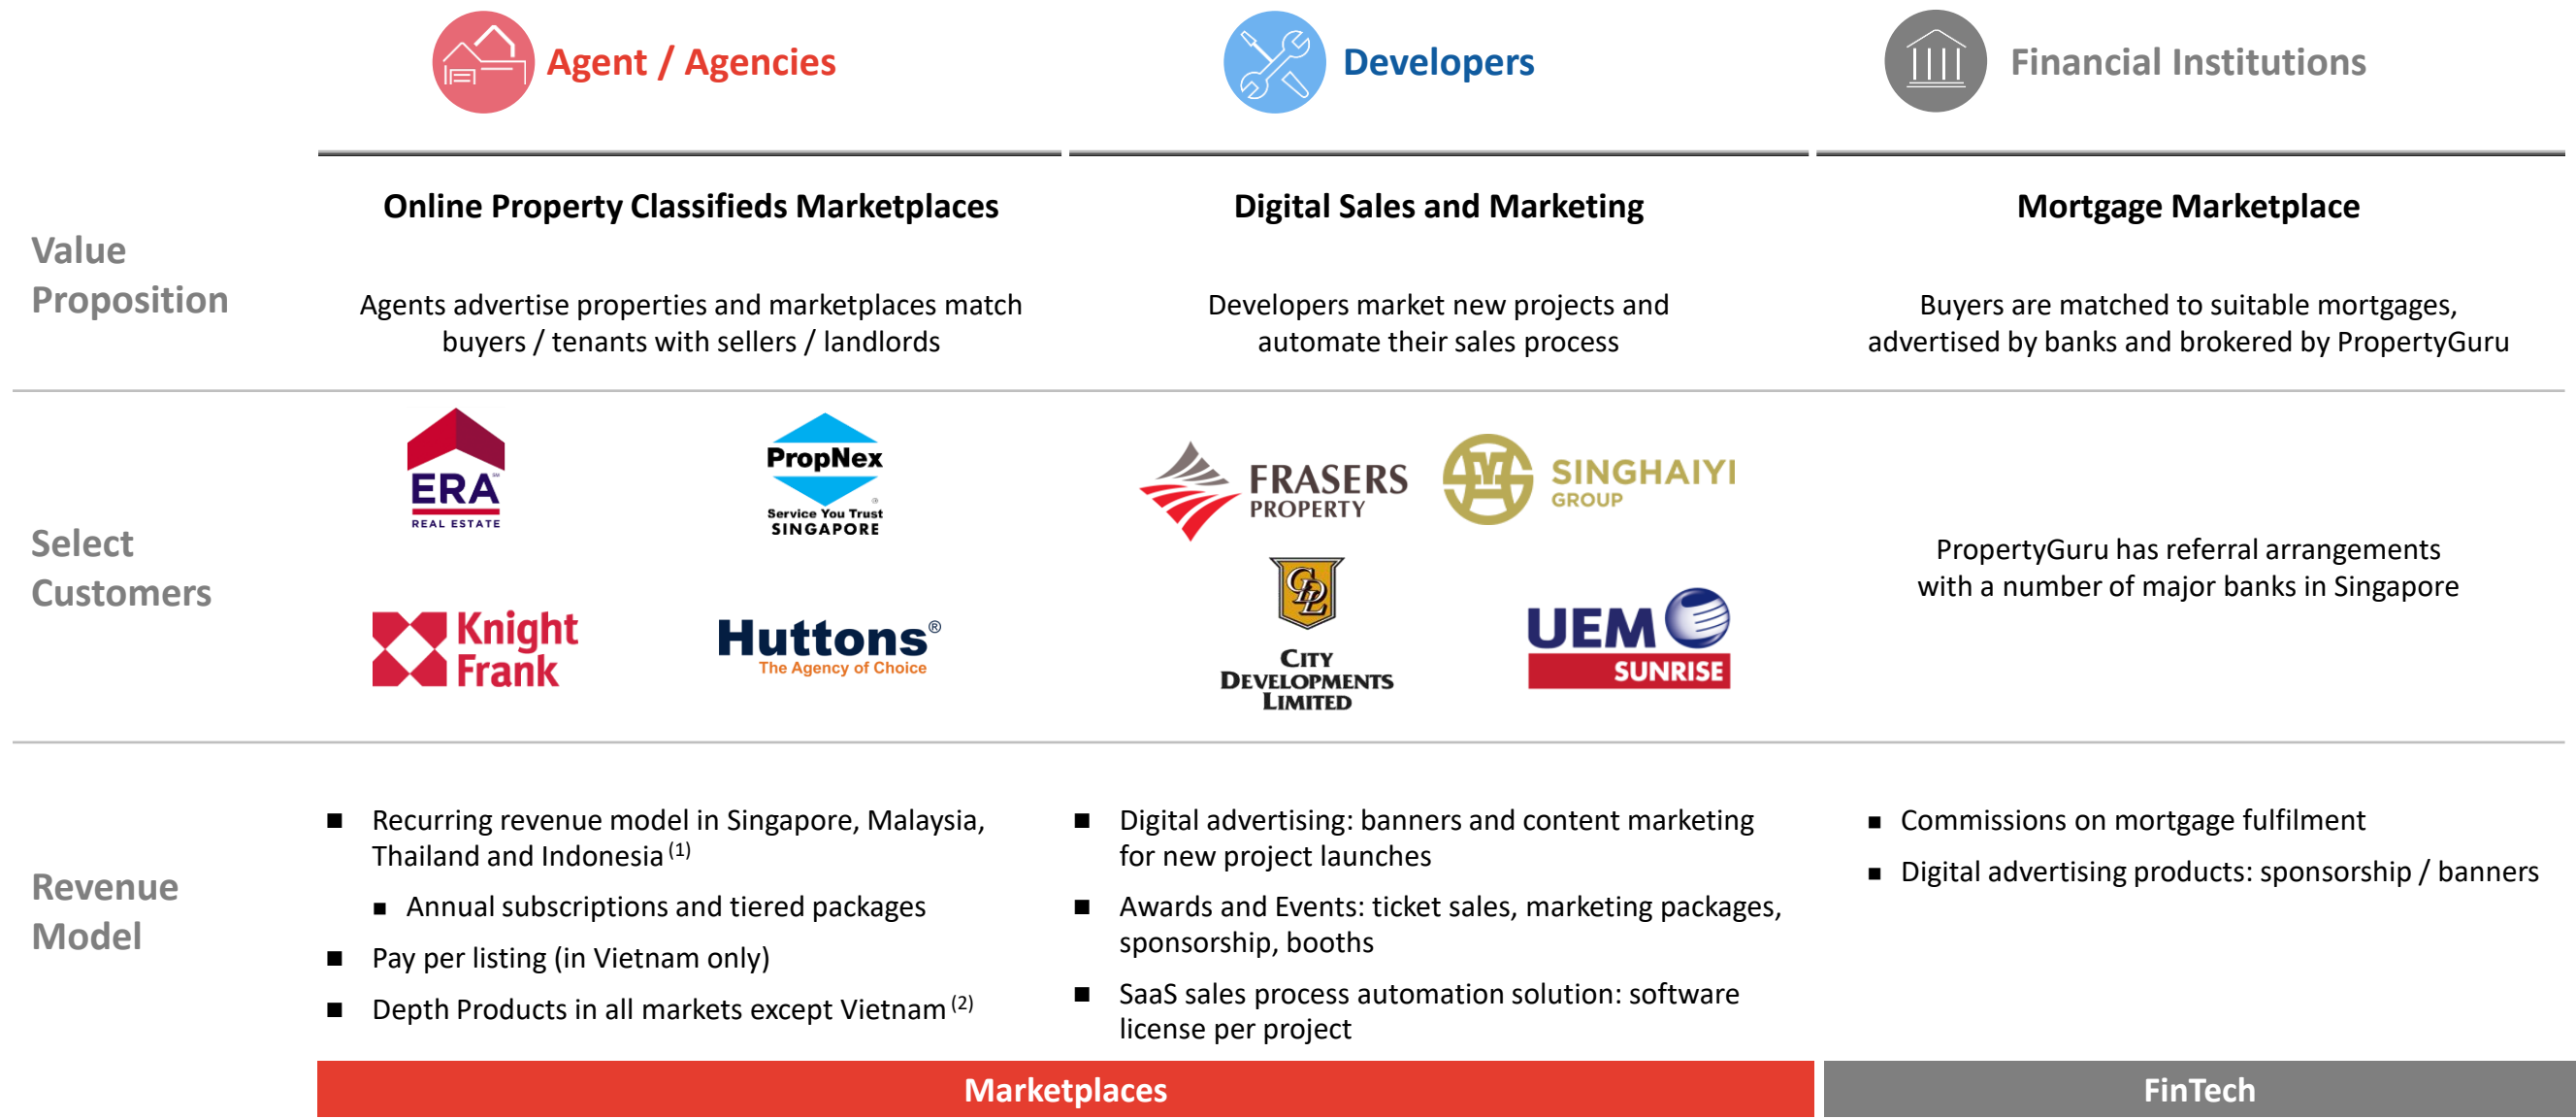 Agent / Agencies
Developers
Financial Institutions
Value
Proposition
Online Property Classifieds Marketplaces
Agents advertise properties and marketplaces match
buyers / tenants with sellers / landlords
Digital Sales and Marketing
Developers market new projects and
automate their sales process
Mortgage Marketplace
Buyers are matched to suitable mortgages,
advertised by banks and brokered by PropertyGuru
Select
Customers
ERA℠
REAL ESTATE
PropNex
®
Service You Trust
SINGAPORE
Knight
Frank
Huttons®
The Agency of Choice
FRASERS
PROPERTY
SINGHAIYI
GROUP
CDL
CITY
DEVELOPMENTS
LIMITED
UEM
SUNRISE
PropertyGuru has referral arrangements
with a number of major banks in Singapore
Revenue
Model
■ Recurring revenue model in Singapore, Malaysia,
Thailand and Indonesia (1)
■ Annual subscriptions and tiered packages
■ Pay per listing (in Vietnam only)
■ Depth Products in all markets except Vietnam (2)
■ Digital advertising: banners and content marketing
for new project launches
■ Awards and Events: ticket sales, marketing packages,
sponsorship, booths
■ SaaS sales process automation solution: software
license per project
■ Commissions on mortgage fulfilment
■ Digital advertising products: sponsorship / banners
Marketplaces
FinTech